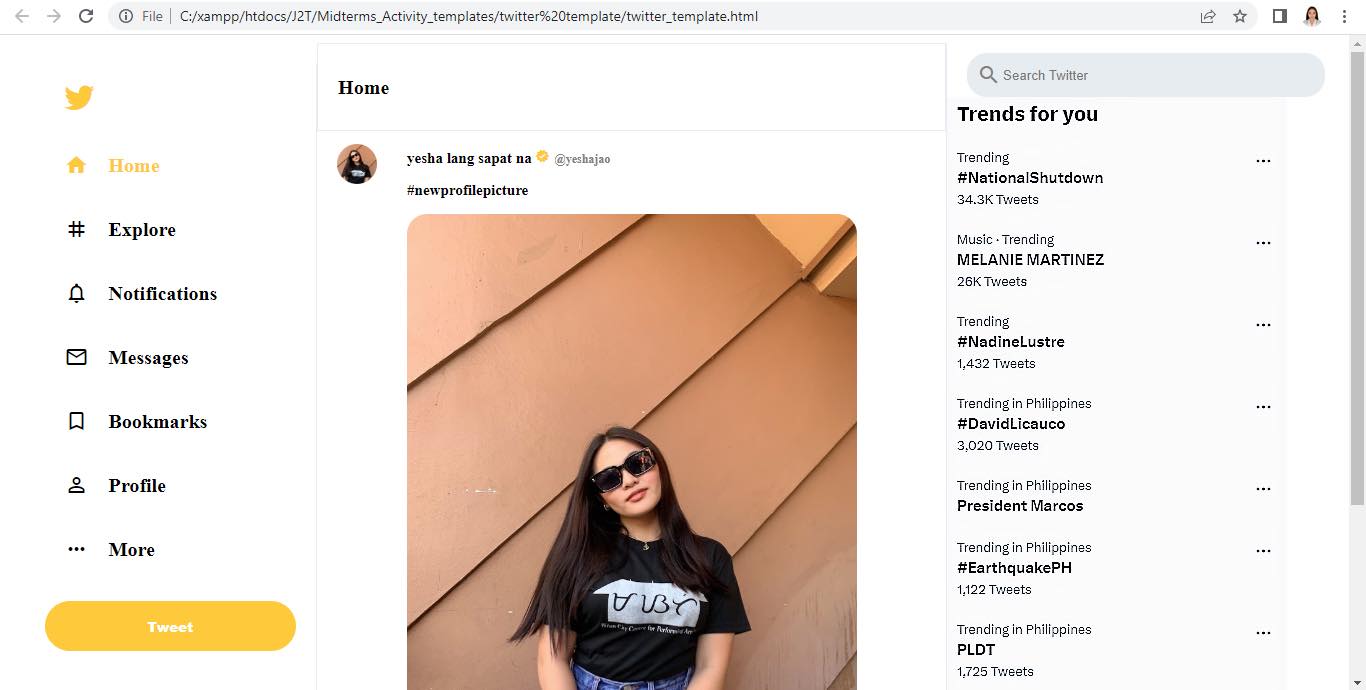 File
C:/xampp/htdocs/J2T/Midterms_Activity_templates/twitter%20template/twitter_template.html
Home
Explore
Notifications
Messages
Bookmarks
Profile
More
Tweet
Home
yesha lang sapat na @yeshajao
#newprofilepicture
Search Twitter
Trends for you
Trending
#NationalShutdown
34.3K Tweets
Music · Trending
MELANIE MARTINEZ
26K Tweets
Trending
#NadineLustre
1,432 Tweets
Trending in Philippines
#DavidLicauco
3,020 Tweets
Trending in Philippines
President Marcos
Trending in Philippines
#EarthquakePH
1,122 Tweets
Trending in Philippines
PLDT
1,725 Tweets